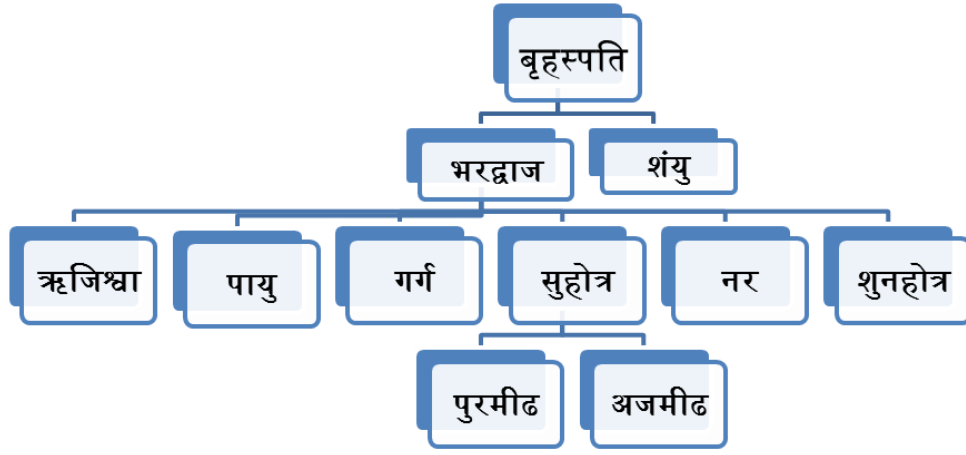 बृहस्पति
भरद्वाज
शंयु
ऋजिश्वा
पायु
गर्ग
सुहोत्र
नर
शुनहोत्र
पुरमीढ
अजमीढ